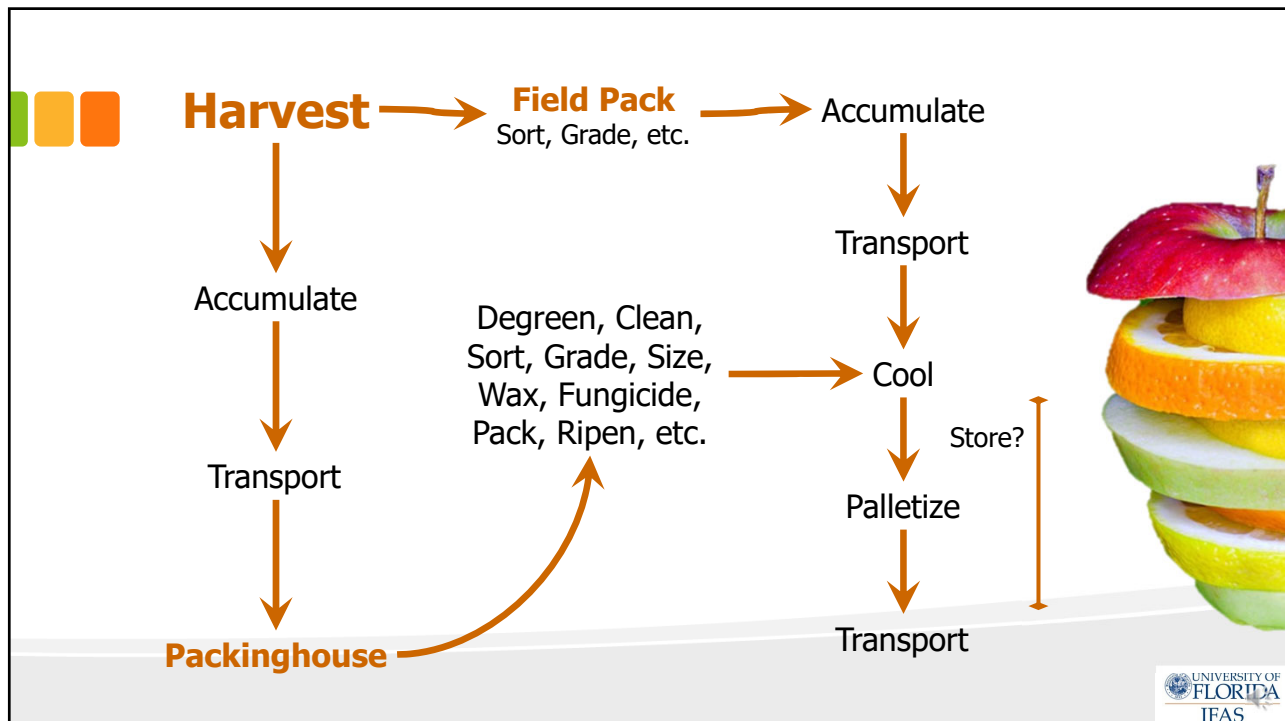 Harvest
Field Pack
Sort, Grade, etc.
Accumulate
Transport
Accumulate
Degreen, Clean,
Sort, Grade, Size,
Wax, Fungicide,
Pack, Ripen, etc.
Cool
Store?
Transport
Palletize
Transport
Packinghouse
UNIVERSITY OF
FLORIDA
IFAS